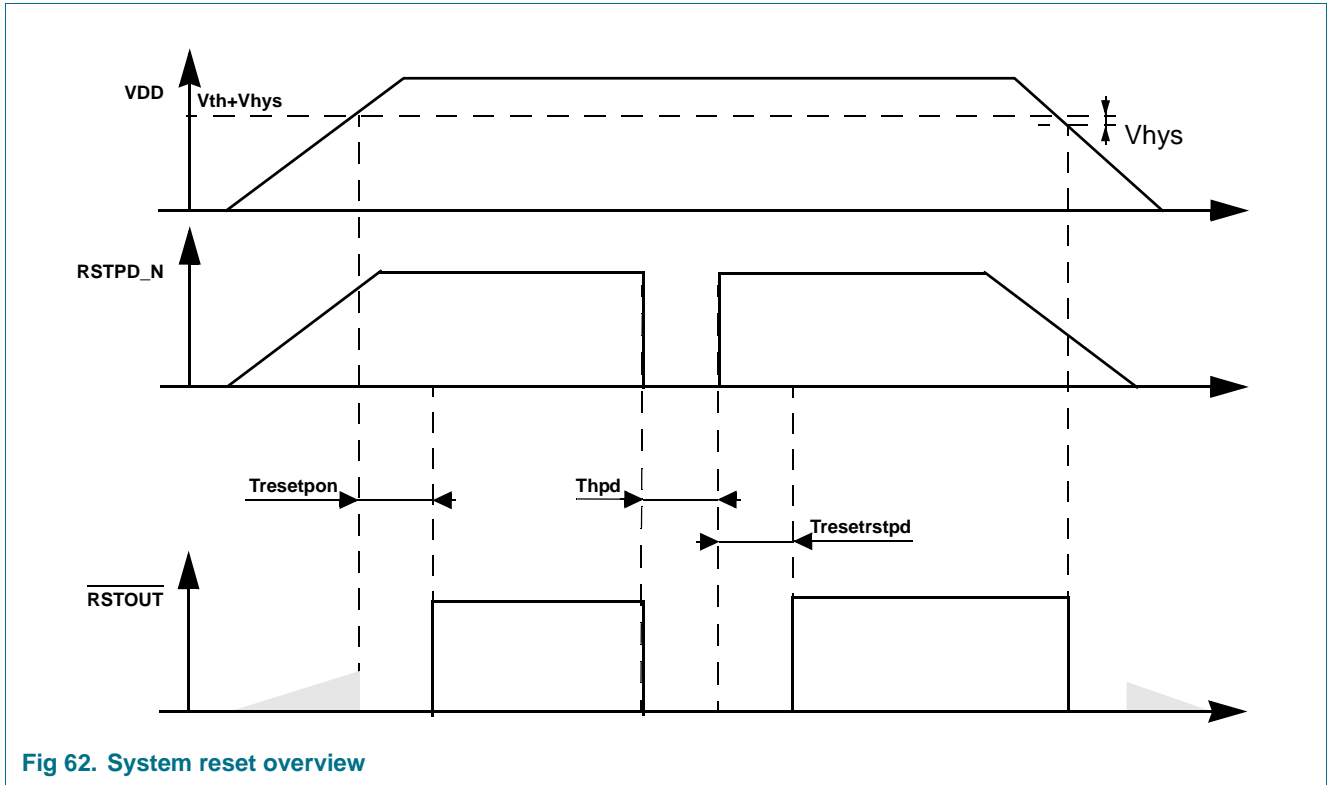 VDD
Vth+Vhys
Vhys
RSTPD_N
Tresetpon
Thpd
Tresetrstpd
RSTOUT
Fig 62. System reset overview